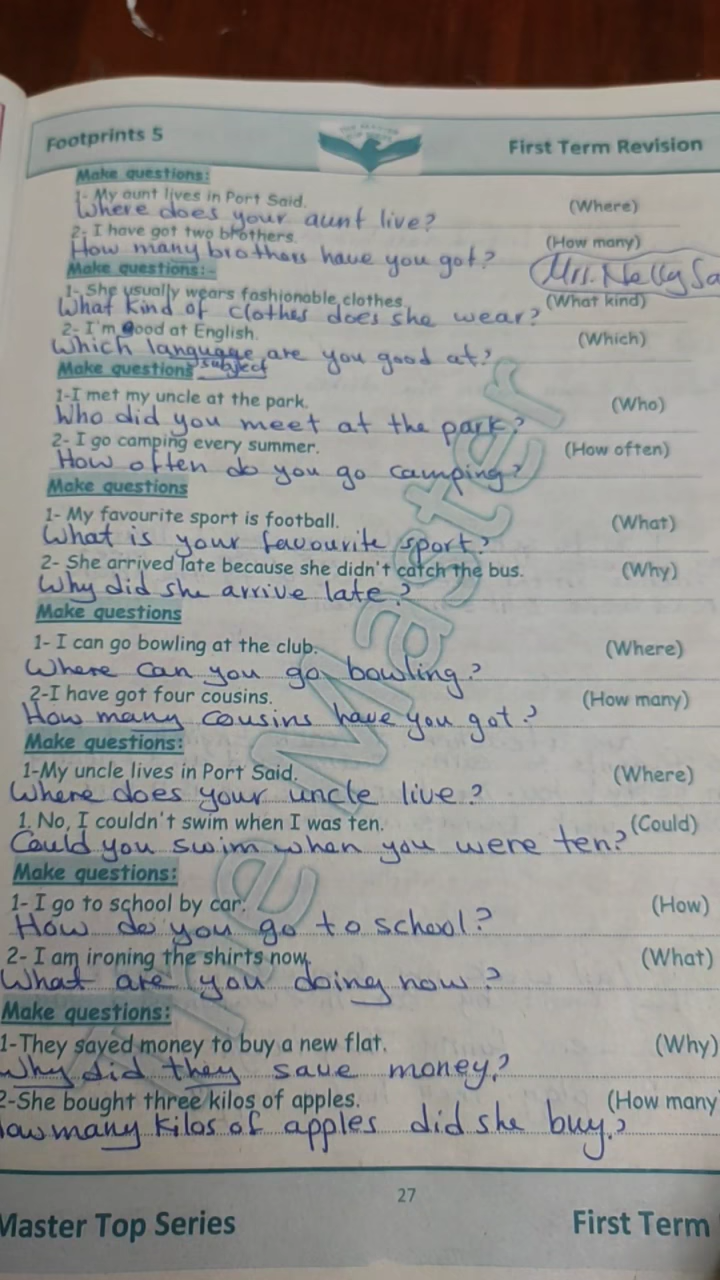 Footprints 5 First Term Revision
Make questions:
1- My aunt lives in Port Said. (Where)
Where does your aunt live?
2- I have got two brothers. (How many)
How many brothers have you got?
Mrs. Nelly Sa
Make questions:-
1- She usually wears fashionable clothes. (What kind)
What kind of clothes does she wear?
2- I'm good at English. (Which)
Which language are you good at?
subject
Make questions
1-I met my uncle at the park. (Who)
Who did you meet at the park?
2- I go camping every summer. (How often)
How often do you go camping?
Make questions
1- My favourite sport is football. (What)
What is your favourite sport?
2- She arrived late because she didn't catch the bus. (Why)
Why did she arrive late?
Make questions
1- I can go bowling at the club. (Where)
Where can you go bowling?
2-I have got four cousins. (How many)
How many cousins have you got?
Make questions:
1-My uncle lives in Port Said. (Where)
Where does your uncle live?
1. No, I couldn't swim when I was ten. (Could)
Could you swim when you were ten?
Make questions:
1- I go to school by car. (How)
How do you go to school?
2- I am ironing the shirts now. (What)
What are you doing now?
Make questions:
1-They saved money to buy a new flat. (Why)
Why did they save money?
2-She bought three kilos of apples. (How many
How many kilos of apples did she buy?
The Master
27
Master Top Series First Term